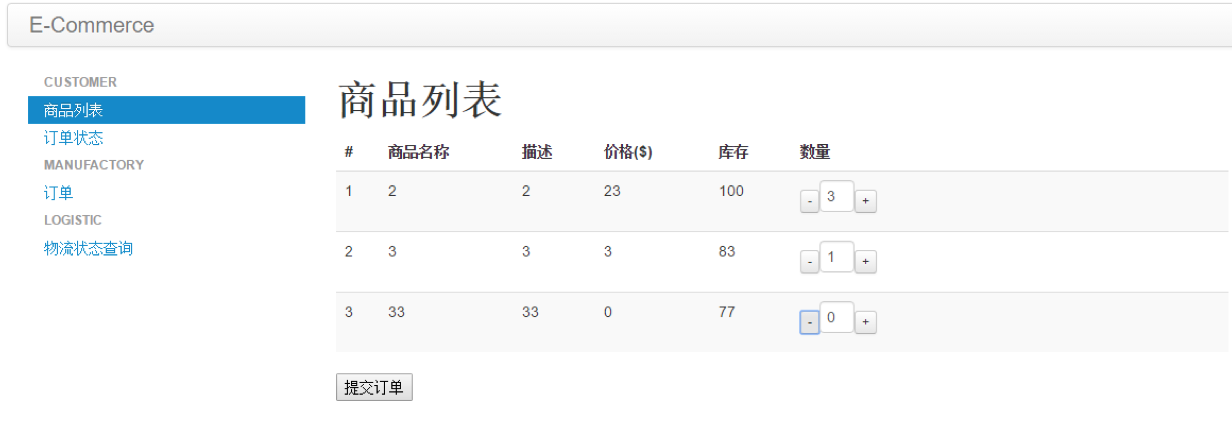 E-Commerce
CUSTOMER
商品列表
订单状态
MANUFACTORY
订单
LOGISTIC
物流状态查询
商品列表
# 商品名称 描述 价格($) 库存 数量
1 2 2 23 100 - 3 +
2 3 3 3 83 - 1 +
3 33 33 0 77 - 0 +
提交订单